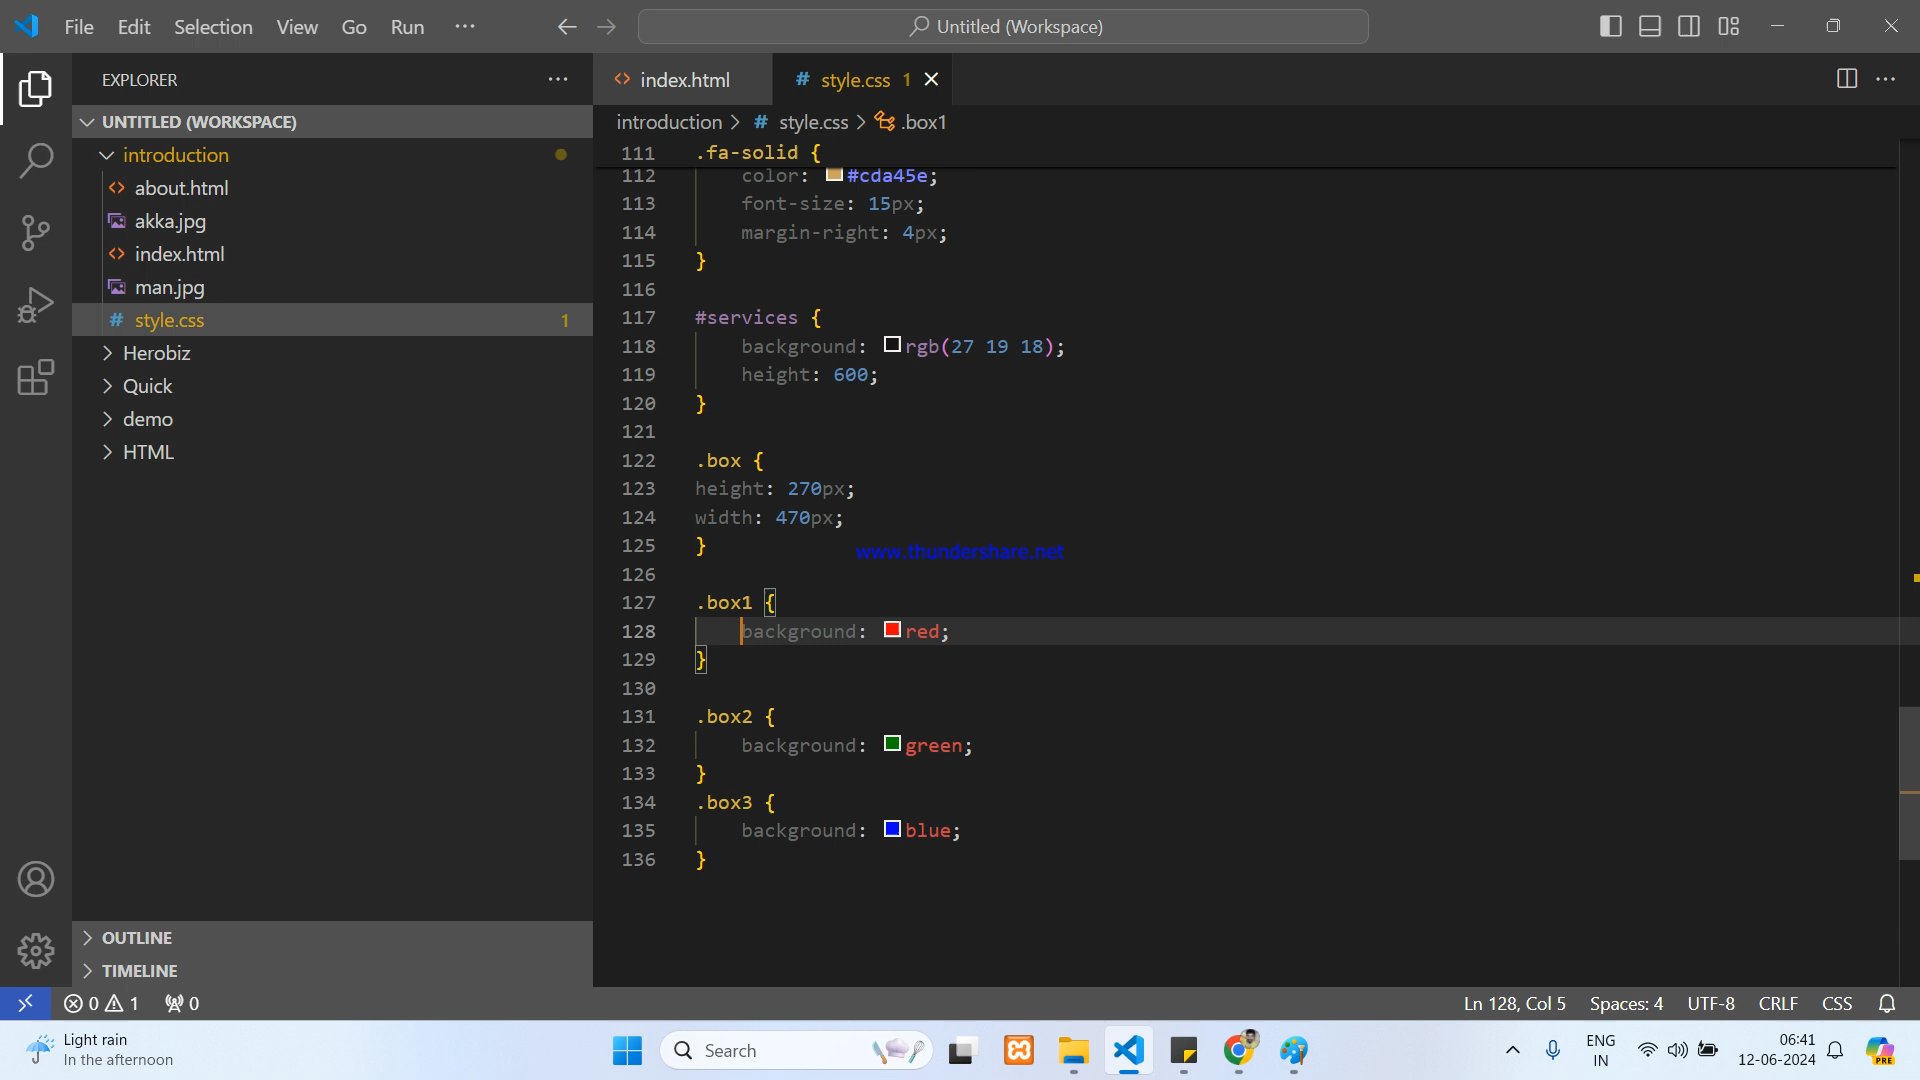 File Edit Selection View Go Run ···
Untitled (Workspace)
EXPLORER ···
UNTITLED (WORKSPACE)
introduction
about.html
akka.jpg
index.html
man.jpg
style.css 1
Herobiz
Quick
demo
HTML
OUTLINE
TIMELINE
index.html
style.css 1
introduction > # style.css > .box1
111 .fa-solid {
112 color: #cda45e;
113 font-size: 15px;
114 margin-right: 4px;
115 }
116
117 #services {
118 background: rgb(27 19 18);
119 height: 600;
120 }
121
122 .box {
123 height: 270px;
124 width: 470px;
125 }
www.thundershare.net
126
127 .box1 {
128 background: red;
129 }
130
131 .box2 {
132 background: green;
133 }
134 .box3 {
135 background: blue;
136 }
0 1 0
Ln 128, Col 5 Spaces: 4 UTF-8 CRLF CSS
Light rain
In the afternoon
Search
ENG
IN
06:41
12-06-2024
PRE